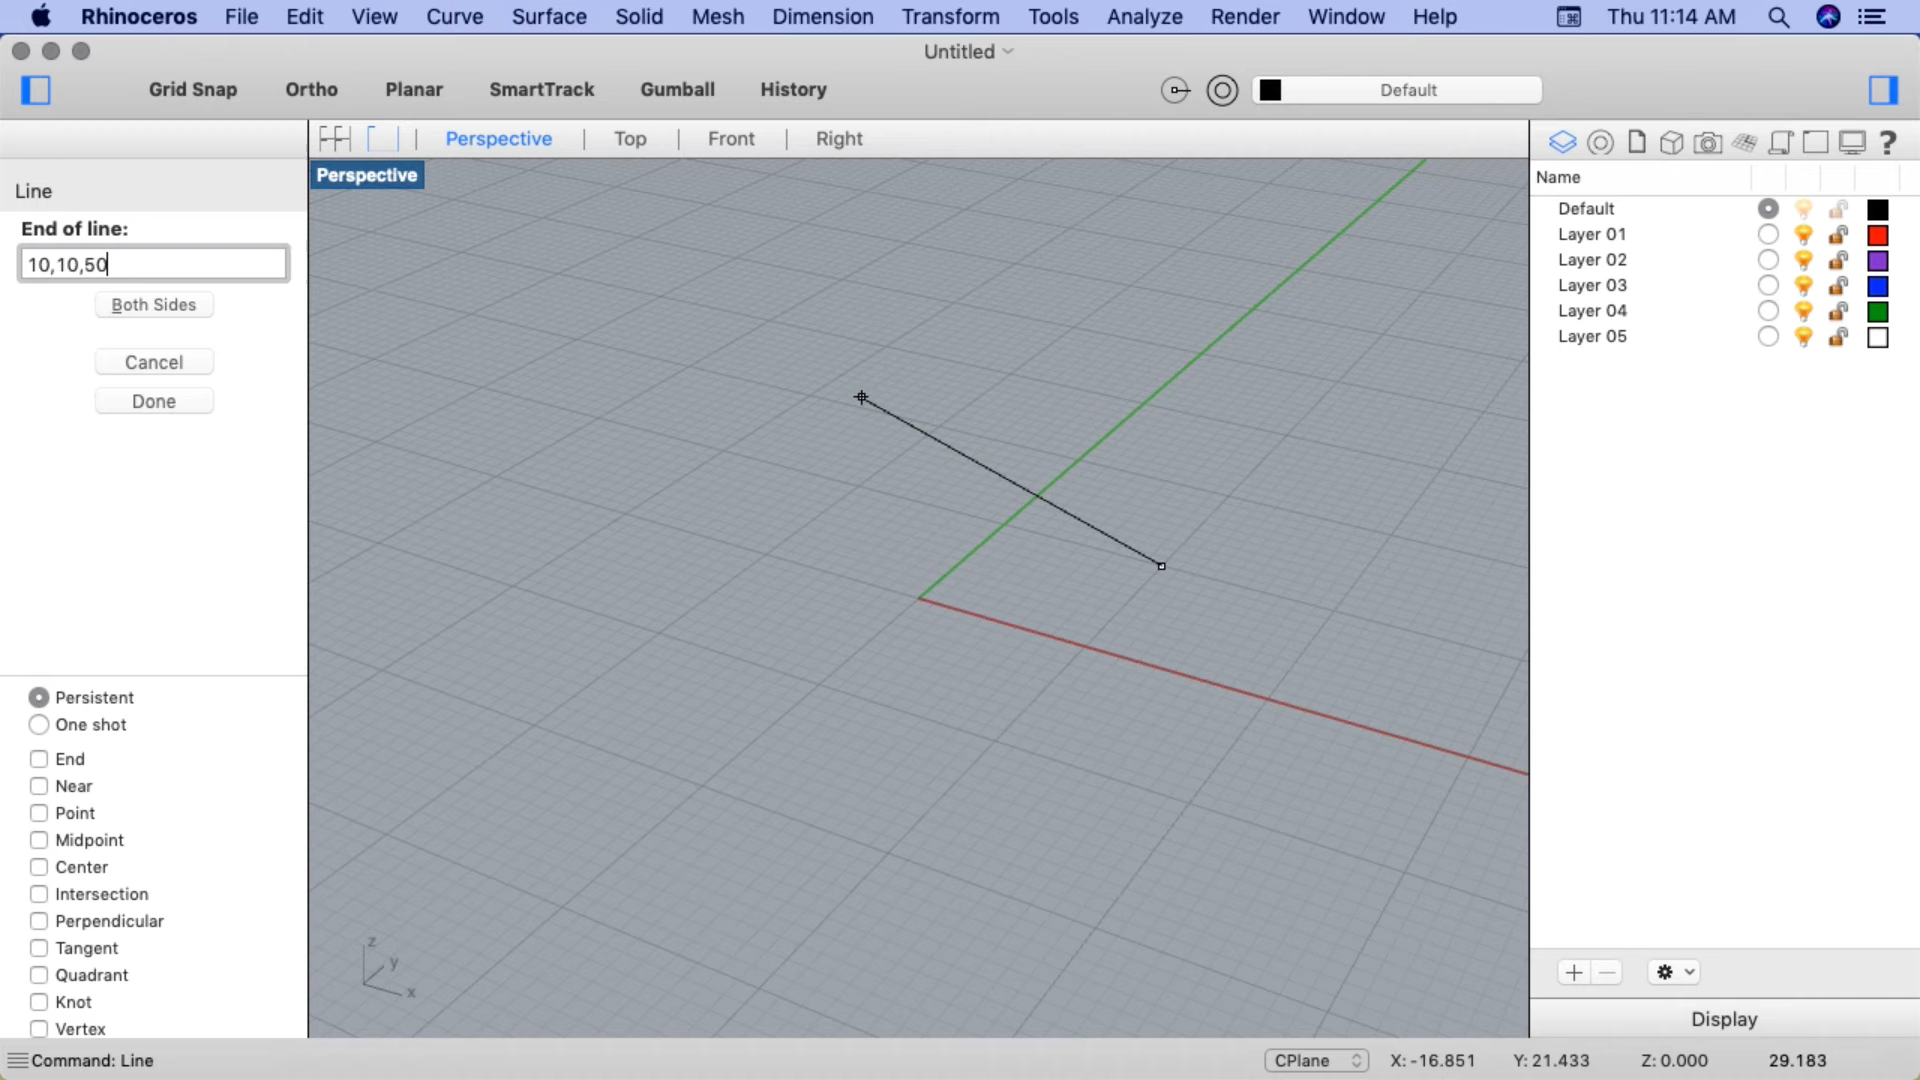 Rhinoceros File Edit View Curve Surface Solid Mesh Dimension Transform Tools Analyze Render Window Help Thu 11:14 AM
Untitled
Grid Snap Ortho Planar SmartTrack Gumball History Default
Perspective Top Front Right
Perspective
Line
End of line:
10,10,50
Both Sides
Cancel
Done
Persistent
One shot
End
Near
Point
Midpoint
Center
Intersection
Perpendicular
Tangent
Quadrant
Knot
Vertex
z
y
x
Name
Default
Layer 01
Layer 02
Layer 03
Layer 04
Layer 05
Display
Command: Line CPlane X: -16.851 Y: 21.433 Z: 0.000 29.183